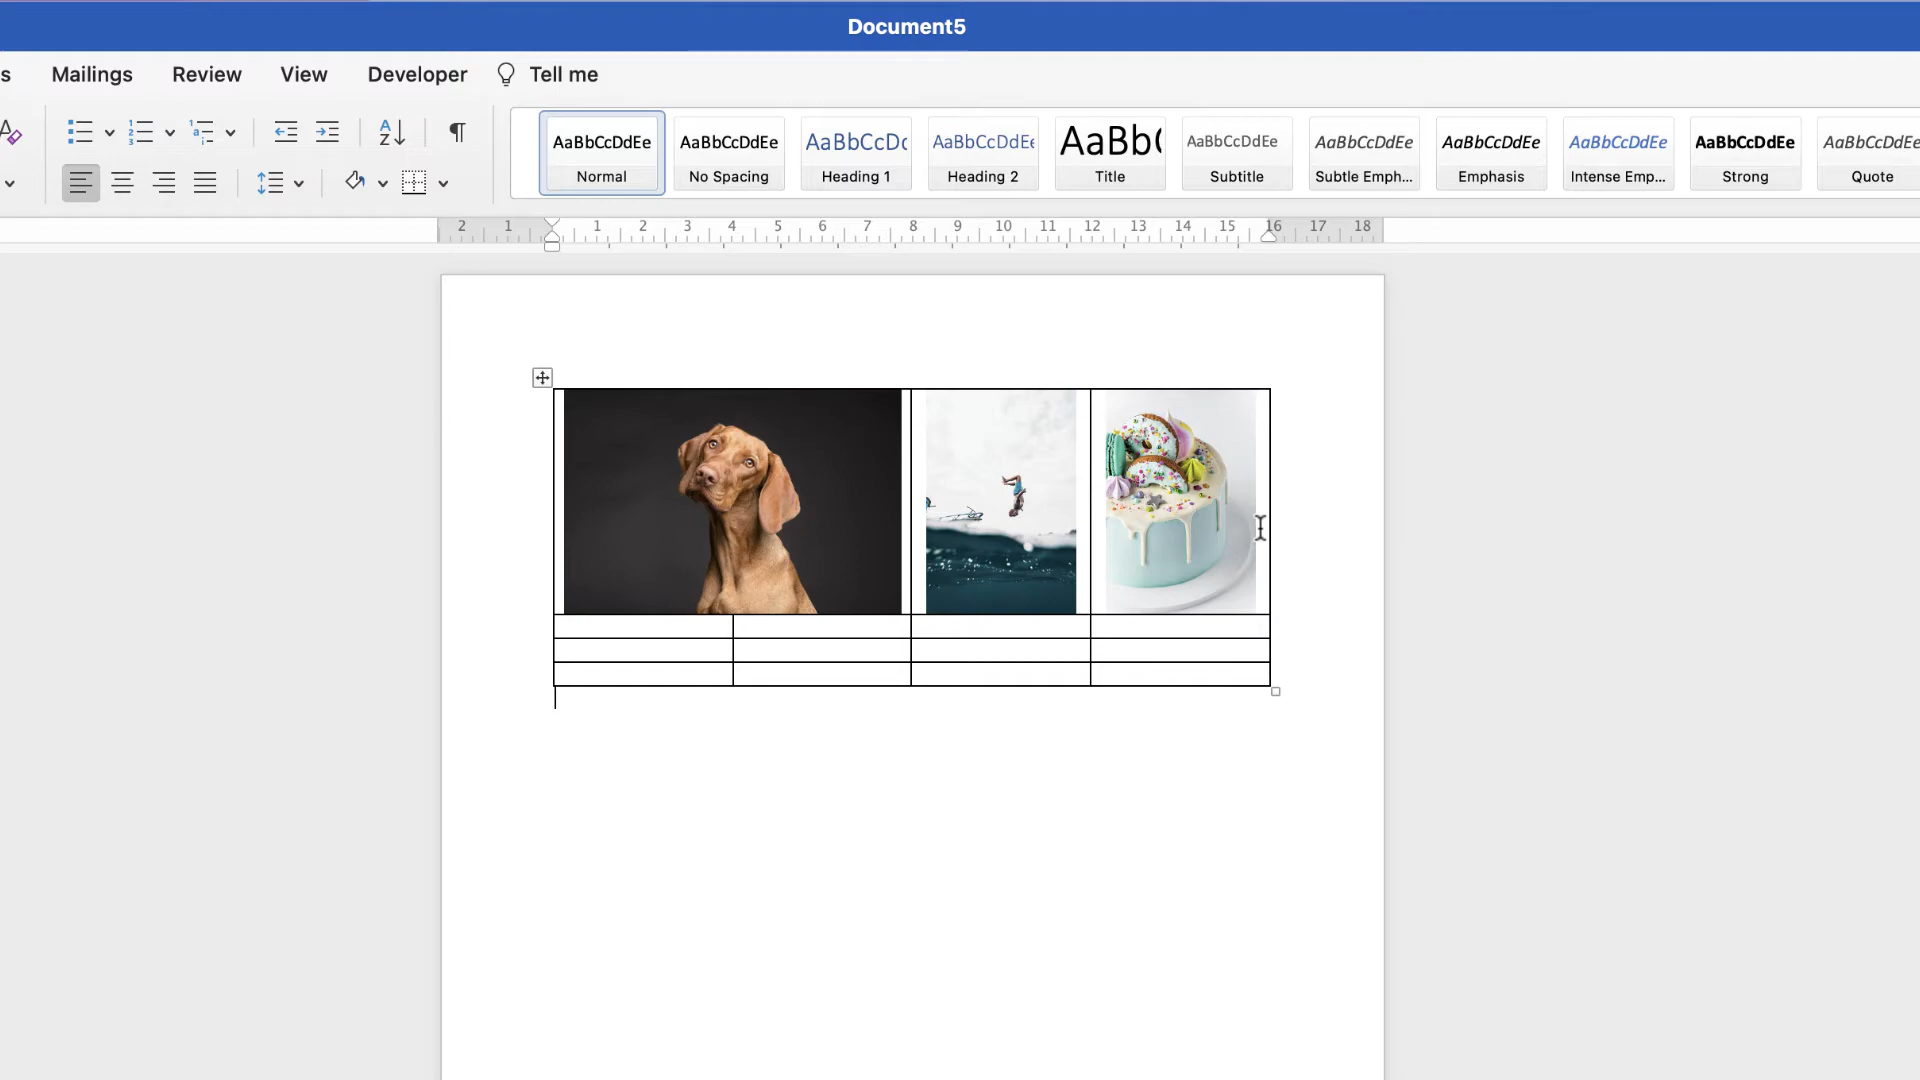 Document5
s Mailings Review View Developer Tell me
AaBbCcDdEe AaBbCcDdEe AaBbCcDc AaBbCcDdEe AaBb( AaBbCcDdEe AaBbCcDdEe AaBbCcDdEe AaBbCcDdEe AaBbCcDdEe AaBbCcDdEe
Normal No Spacing Heading 1 Heading 2 Title Subtitle Subtle Emph... Emphasis Intense Emp... Strong Quote
2 1 1 2 3 4 5 6 7 8 9 10 11 12 13 14 15 16 17 18